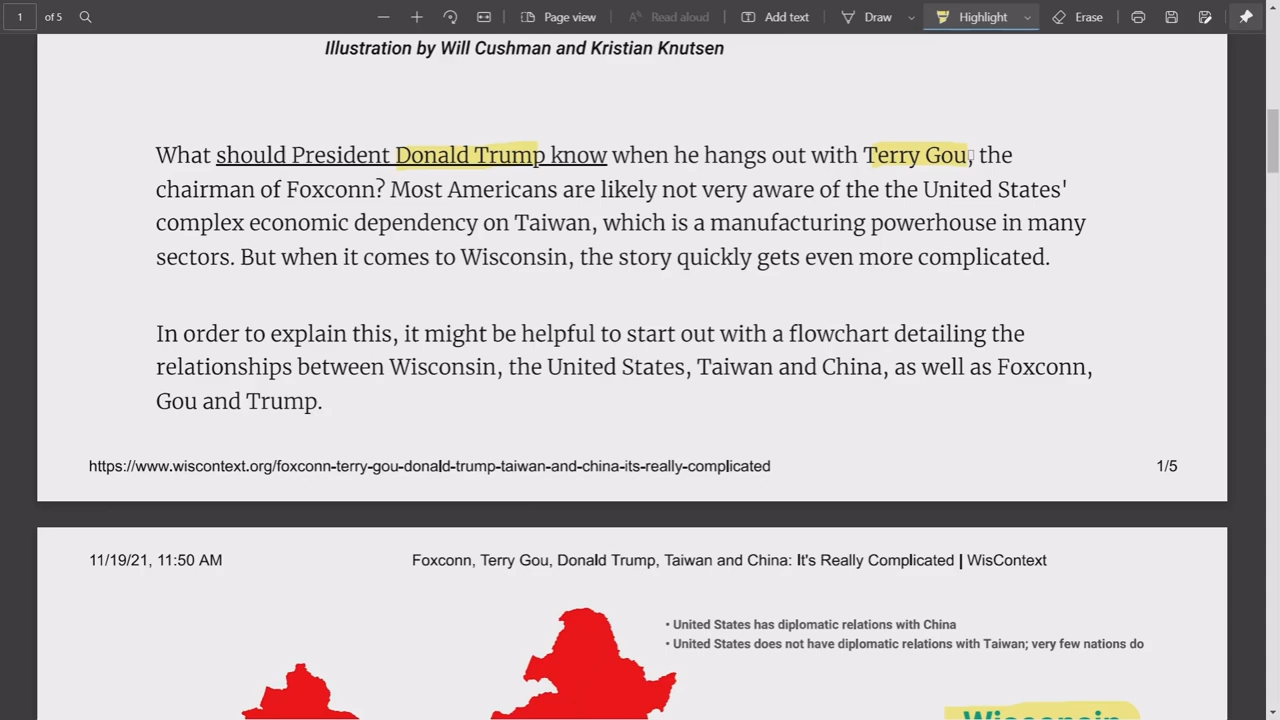 1 of 5 Page view Read aloud Add text Draw Highlight Erase
Illustration by Will Cushman and Kristian Knutsen
What should President Donald Trump know when he hangs out with Terry Gou, the
chairman of Foxconn? Most Americans are likely not very aware of the the United States'
complex economic dependency on Taiwan, which is a manufacturing powerhouse in many
sectors. But when it comes to Wisconsin, the story quickly gets even more complicated.
In order to explain this, it might be helpful to start out with a flowchart detailing the
relationships between Wisconsin, the United States, Taiwan and China, as well as Foxconn,
Gou and Trump.
https://www.wiscontext.org/foxconn-terry-gou-donald-trump-taiwan-and-china-its-really-complicated 1/5
11/19/21, 11:50 AM Foxconn, Terry Gou, Donald Trump, Taiwan and China: It's Really Complicated | WisContext
• United States has diplomatic relations with China
• United States does not have diplomatic relations with Taiwan; very few nations do
Wisconsin